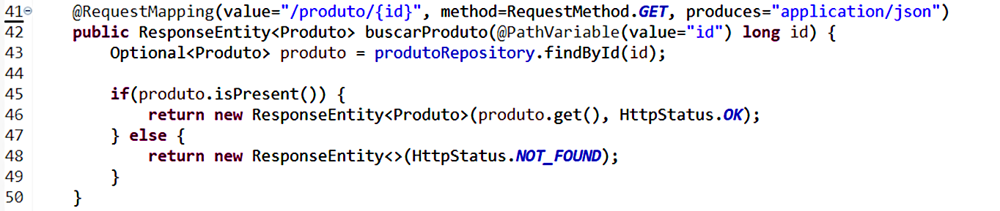 41 @RequestMapping(value="/produto/{id}", method=RequestMethod.GET, produces="application/json")
42 public ResponseEntity<Produto> buscarProduto(@PathVariable(value="id") long id) {
43 Optional<Produto> produto = produtoRepository.findById(id);
44
45 if(produto.isPresent()) {
46 return new ResponseEntity<Produto>(produto.get(), HttpStatus.OK);
47 } else {
48 return new ResponseEntity<>(HttpStatus.NOT_FOUND);
49 }
50 }